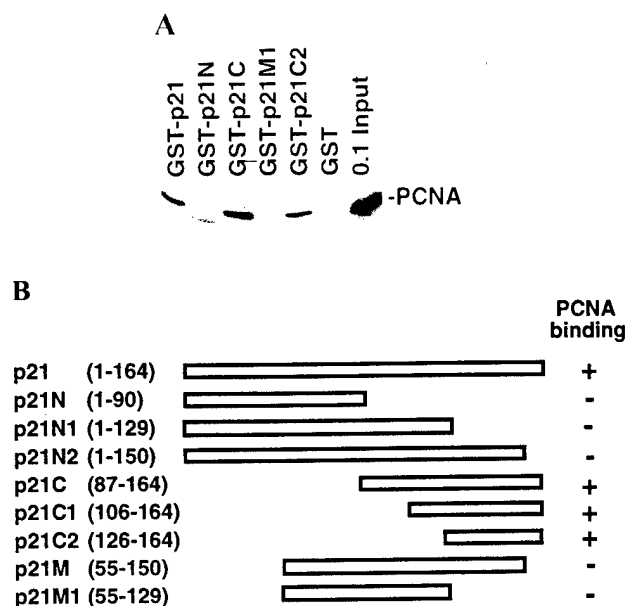 A
GST-p21
GST-p21N
GST-p21C
GST-p21M1
GST-p21C2
GST
0.1 Input
-PCNA
B
PCNA
binding
p21 (1-164) +
p21N (1-90) -
p21N1 (1-129) -
p21N2 (1-150) -
p21C (87-164) +
p21C1 (106-164) +
p21C2 (126-164) +
p21M (55-150) -
p21M1 (55-129) -